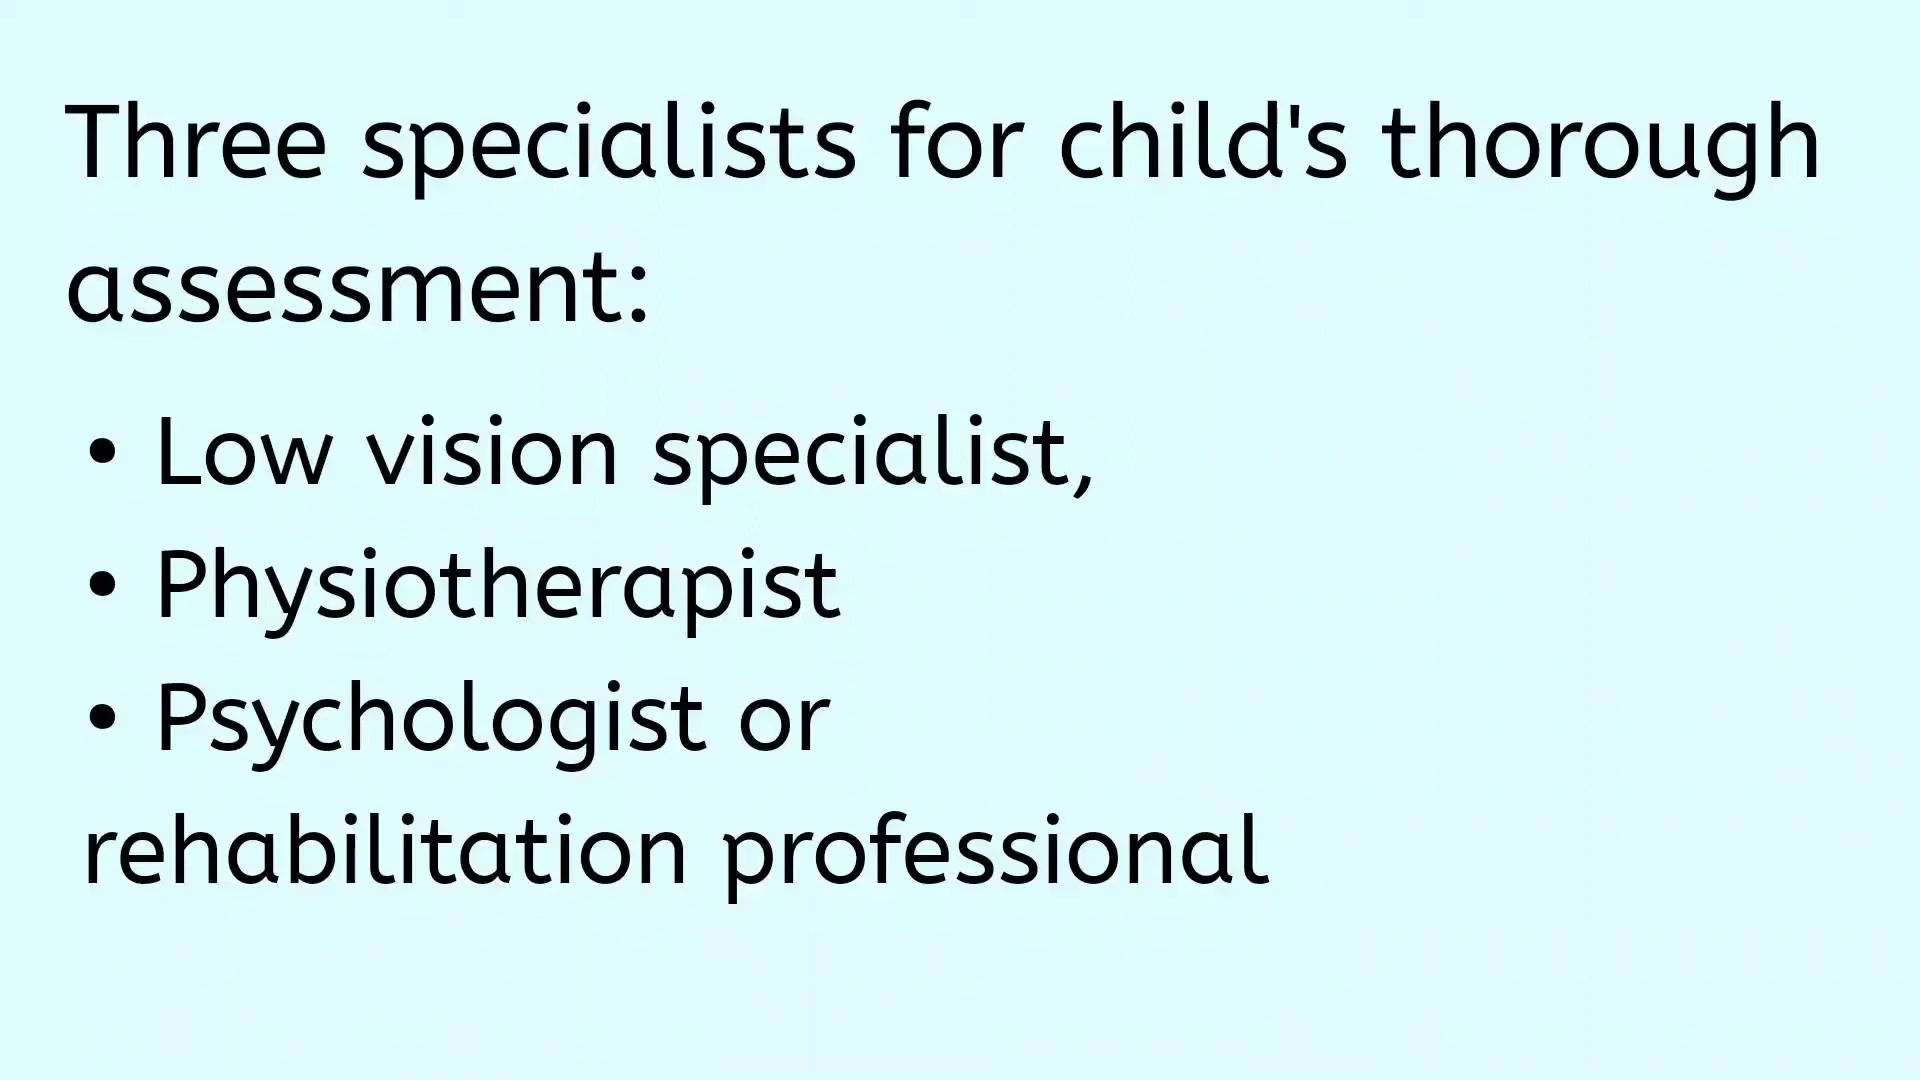 Three specialists for child's thorough
assessment:
• Low vision specialist,
• Physiotherapist
• Psychologist or
rehabilitation professional